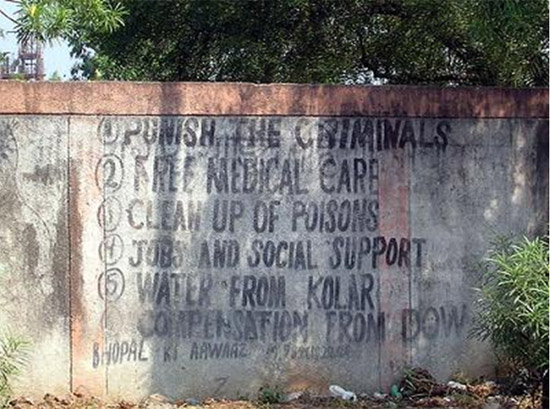 ① PUNISH THE CRIMINALS
② FREE MEDICAL CARE
③ CLEAN UP OF POISONS
④ JOBS AND SOCIAL SUPPORT
⑤ WATER FROM KOLAR
COMPENSATION FROM DOW
BHOPAL KI AAWAAZ